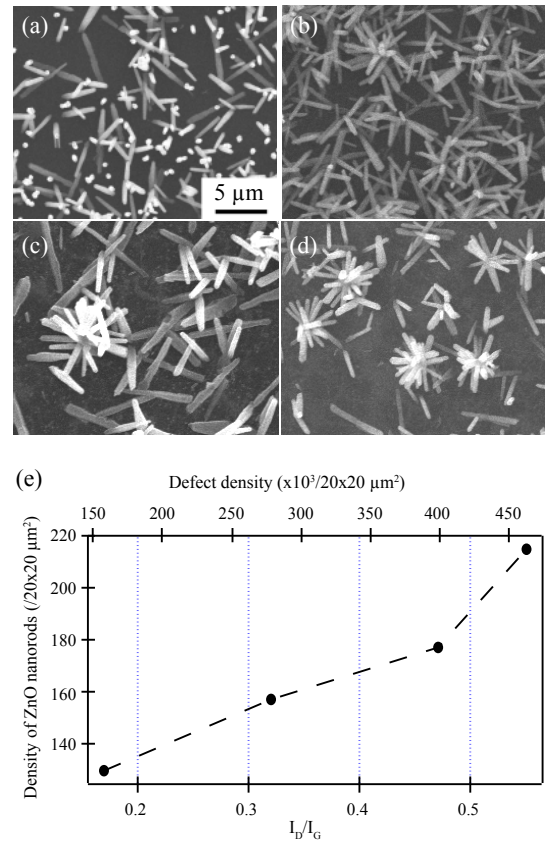 (a)
(b)
5 µm
(c)
(d)
(e)
Defect density (x10³/20x20 µm²)
150 200 250 300 350 400 450
220
200
180
160
140
Density of ZnO nanorods (/20x20 µm²)
0.2 0.3 0.4 0.5
I_D/I_G